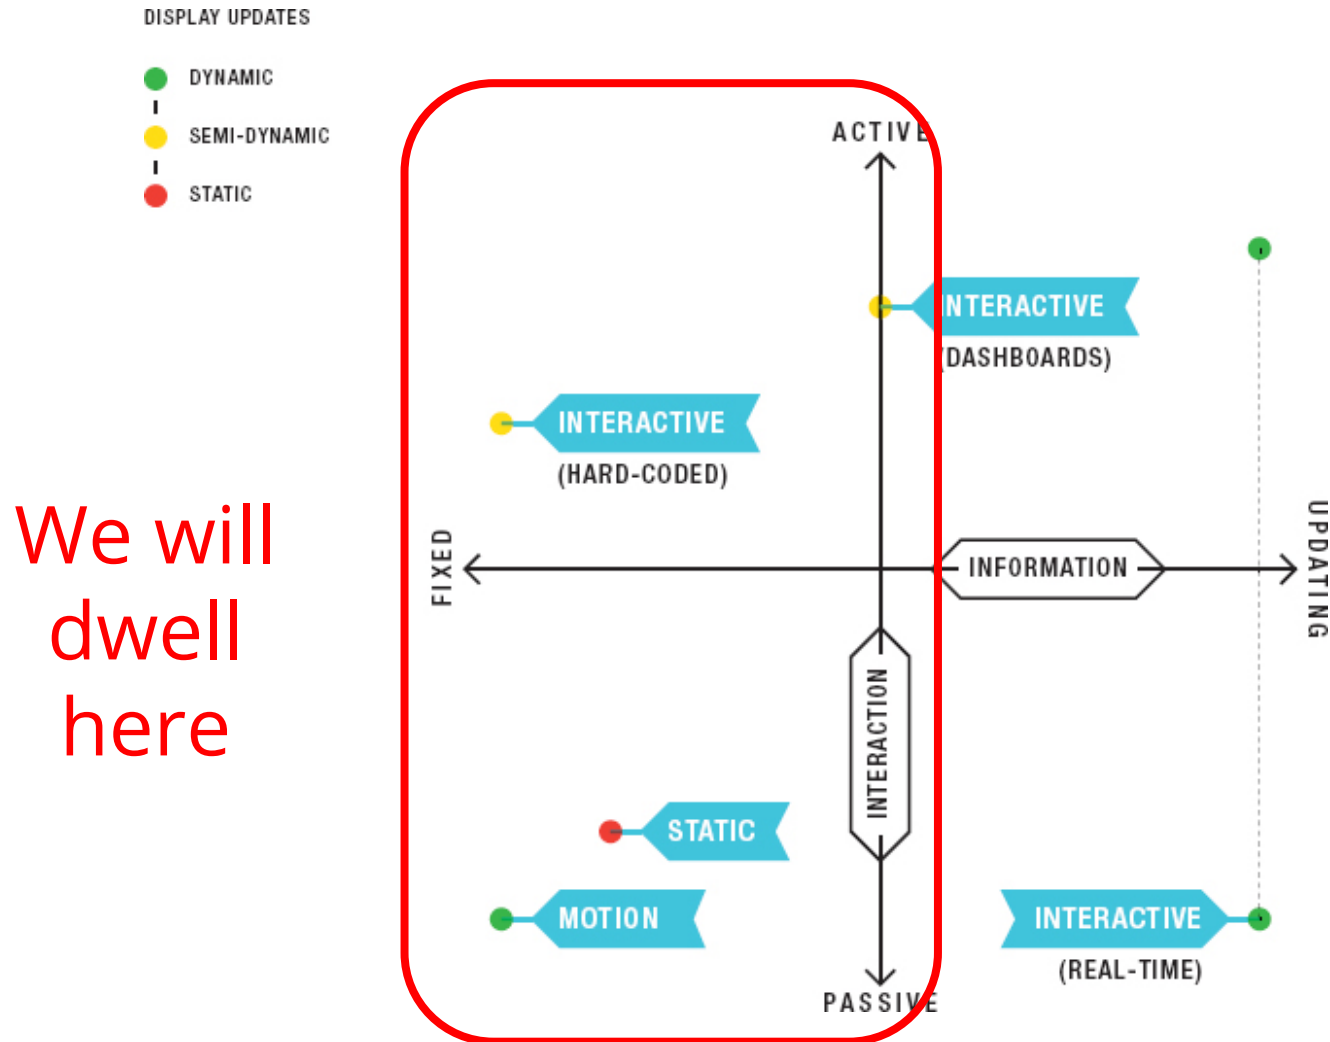 DISPLAY UPDATES
DYNAMIC
SEMI-DYNAMIC
STATIC
ACTIVE
INTERACTIVE
(DASHBOARDS)
INTERACTIVE
(HARD-CODED)
We will
dwell
here
FIXED
INFORMATION
UPDATING
INTERACTION
STATIC
MOTION
INTERACTIVE
(REAL-TIME)
PASSIVE